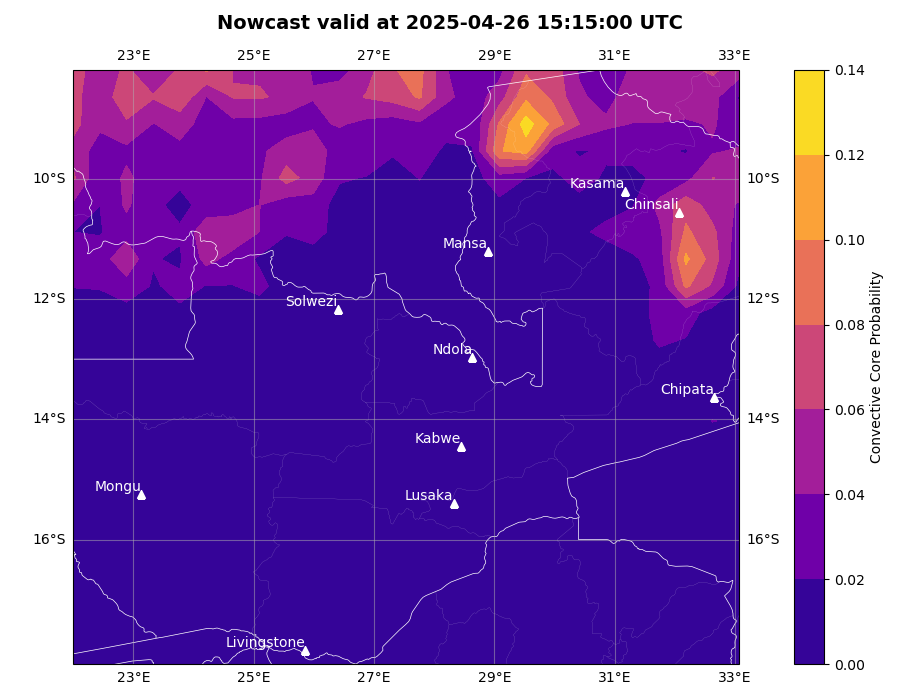 Nowcast valid at 2025-04-26 15:15:00 UTC
23°E 25°E 27°E 29°E 31°E 33°E
0.14
0.12
10°S Kasama 10°S
Chinsali
0.10
Mansa
12°S Solwezi 12°S
0.08
Ndola
Convective Core Probability
Chipata
0.06
14°S 14°S
Kabwe
Mongu Lusaka
0.04
16°S 16°S
0.02
Livingstone
0.00
23°E 25°E 27°E 29°E 31°E 33°E